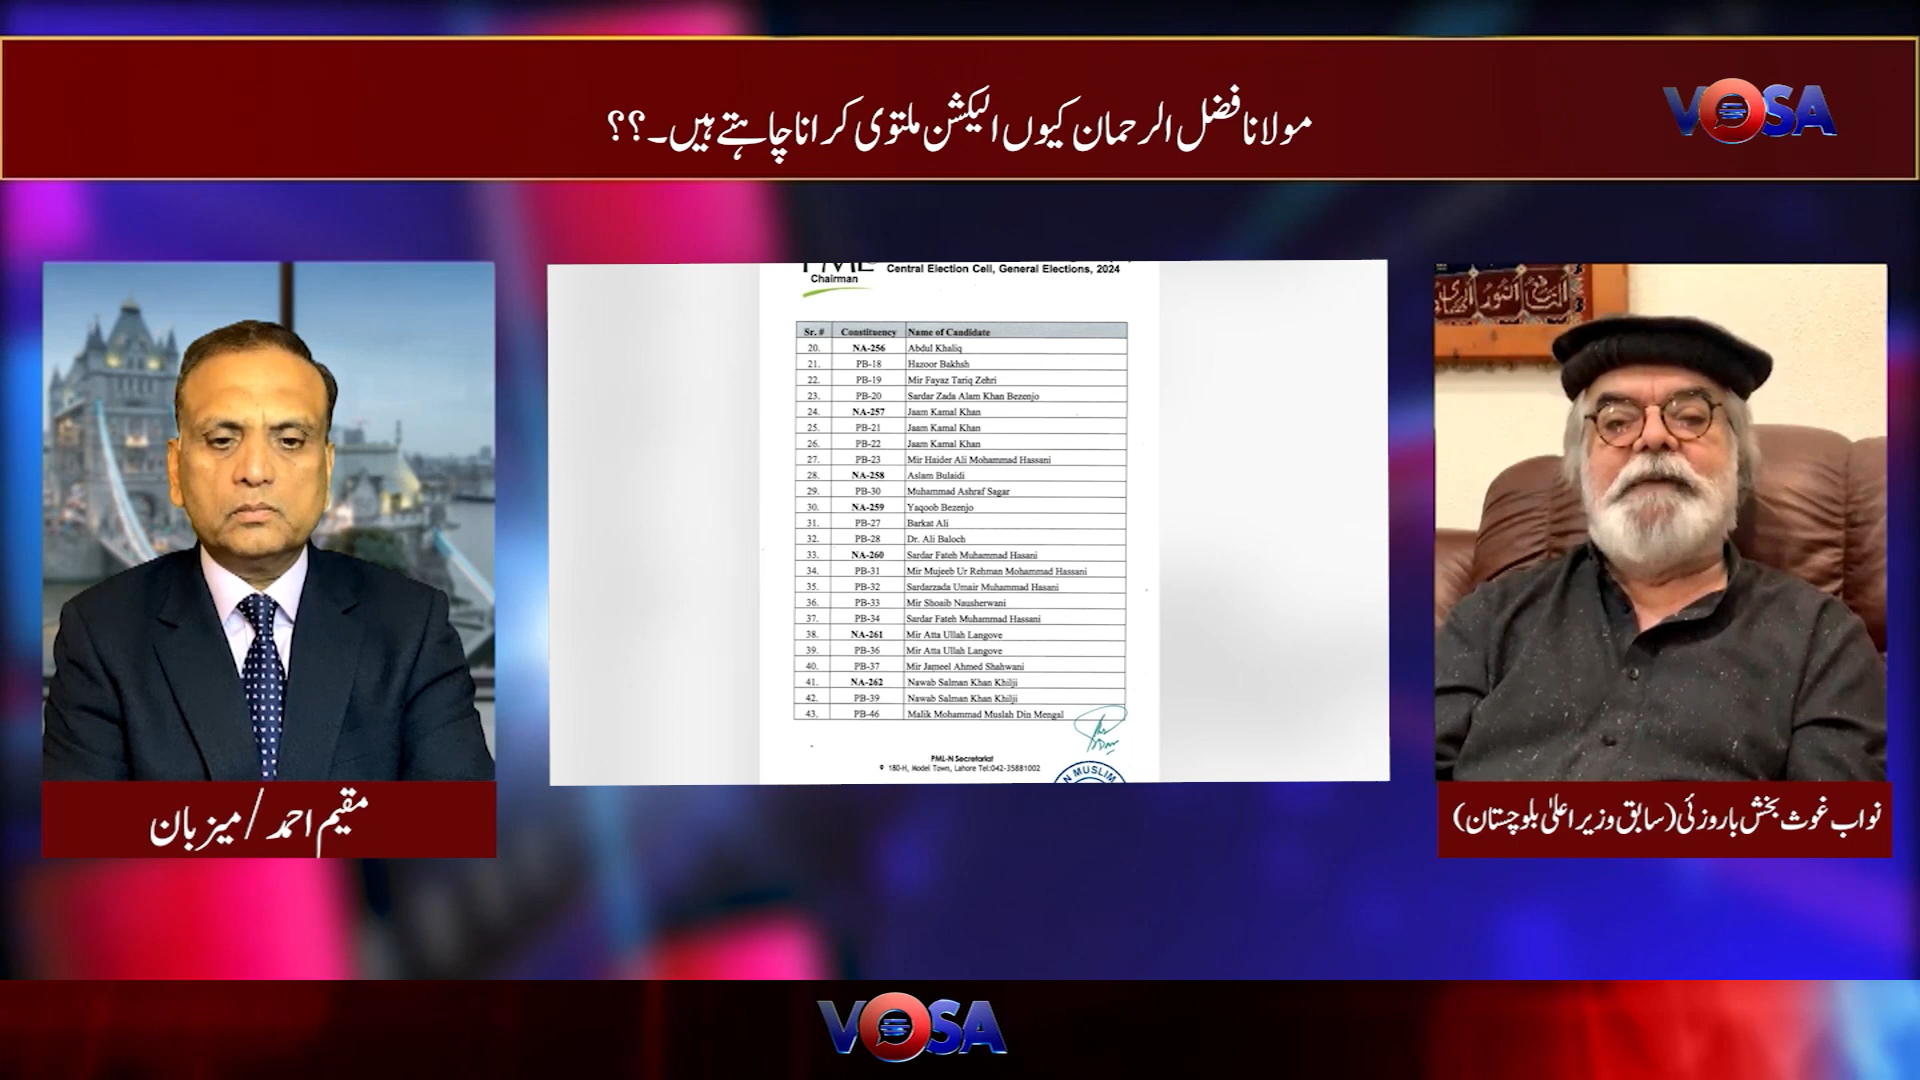 مولانا فضل الرحمان کیوں الیکشن ملتوی کرانا چاہتے ہیں۔؟؟
VOSA
Chairman
Central Election Cell, General Elections, 2024
Sr. # Constituency Name of Candidate
20. NA-256 Abdul Khaliq
21. PB-18 Hazoor Bakhsh
22. PB-19 Mir Fayaz Tariq Zehri
23. PB-20 Sardar Zada Alam Khan Bezenjo
24. NA-257 Jaam Kamal Khan
25. PB-21 Jaam Kamal Khan
26. PB-22 Jaam Kamal Khan
27. PB-23 Mir Haider Ali Mohammad Hassani
28. NA-258 Aslam Bulaidi
29. PB-30 Muhammad Ashraf Sagar
30. NA-259 Yaqoob Bezenjo
31. PB-27 Barkat Ali
32. PB-28 Dr. Ali Baloch
33. NA-260 Sardar Fateh Muhammad Hasani
34. PB-31 Mir Mujeeb Ur Rehman Mohammad Hassani
35. PB-32 Sardarzada Umair Muhammad Hasani
36. PB-33 Mir Shoaib Nausherwani
37. PB-34 Sardar Fateh Muhammad Hassani
38. NA-261 Mir Atta Ullah Langove
39. PB-36 Mir Atta Ullah Langove
40. PB-37 Mir Jameel Ahmed Shahwani
41. NA-262 Nawab Salman Khan Khilji
42. PB-39 Nawab Salman Khan Khilji
43. PB-46 Malik Mohammad Muslah Din Mengal
PML-N Secretariat
180-H, Model Town, Lahore Tel:042-35881002
N MUSLIM
مقیم احمد / میزبان
نواب غوث بخش باروزئی (سابق وزیر اعلیٰ بلوچستان)
VOSA